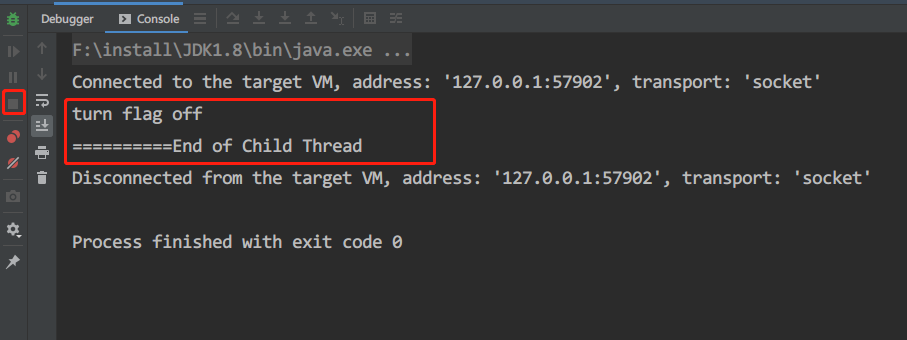 Debugger
Console
F:\install\JDK1.8\bin\java.exe ...
Connected to the target VM, address: '127.0.0.1:57902', transport: 'socket'
turn flag off
==========End of Child Thread
Disconnected from the target VM, address: '127.0.0.1:57902', transport: 'socket'
Process finished with exit code 0